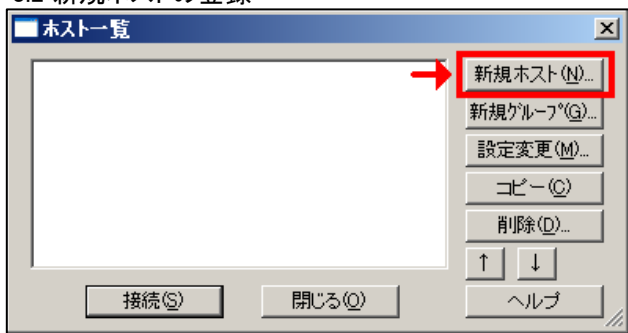 ホスト一覧
新規ホスト(N)...
新規ｸﾞﾙｰﾌﾟ(G)...
設定変更(M)...
コピー(C)
削除(D)...
↑ ↓
接続(S) 閉じる(O) ヘルプ